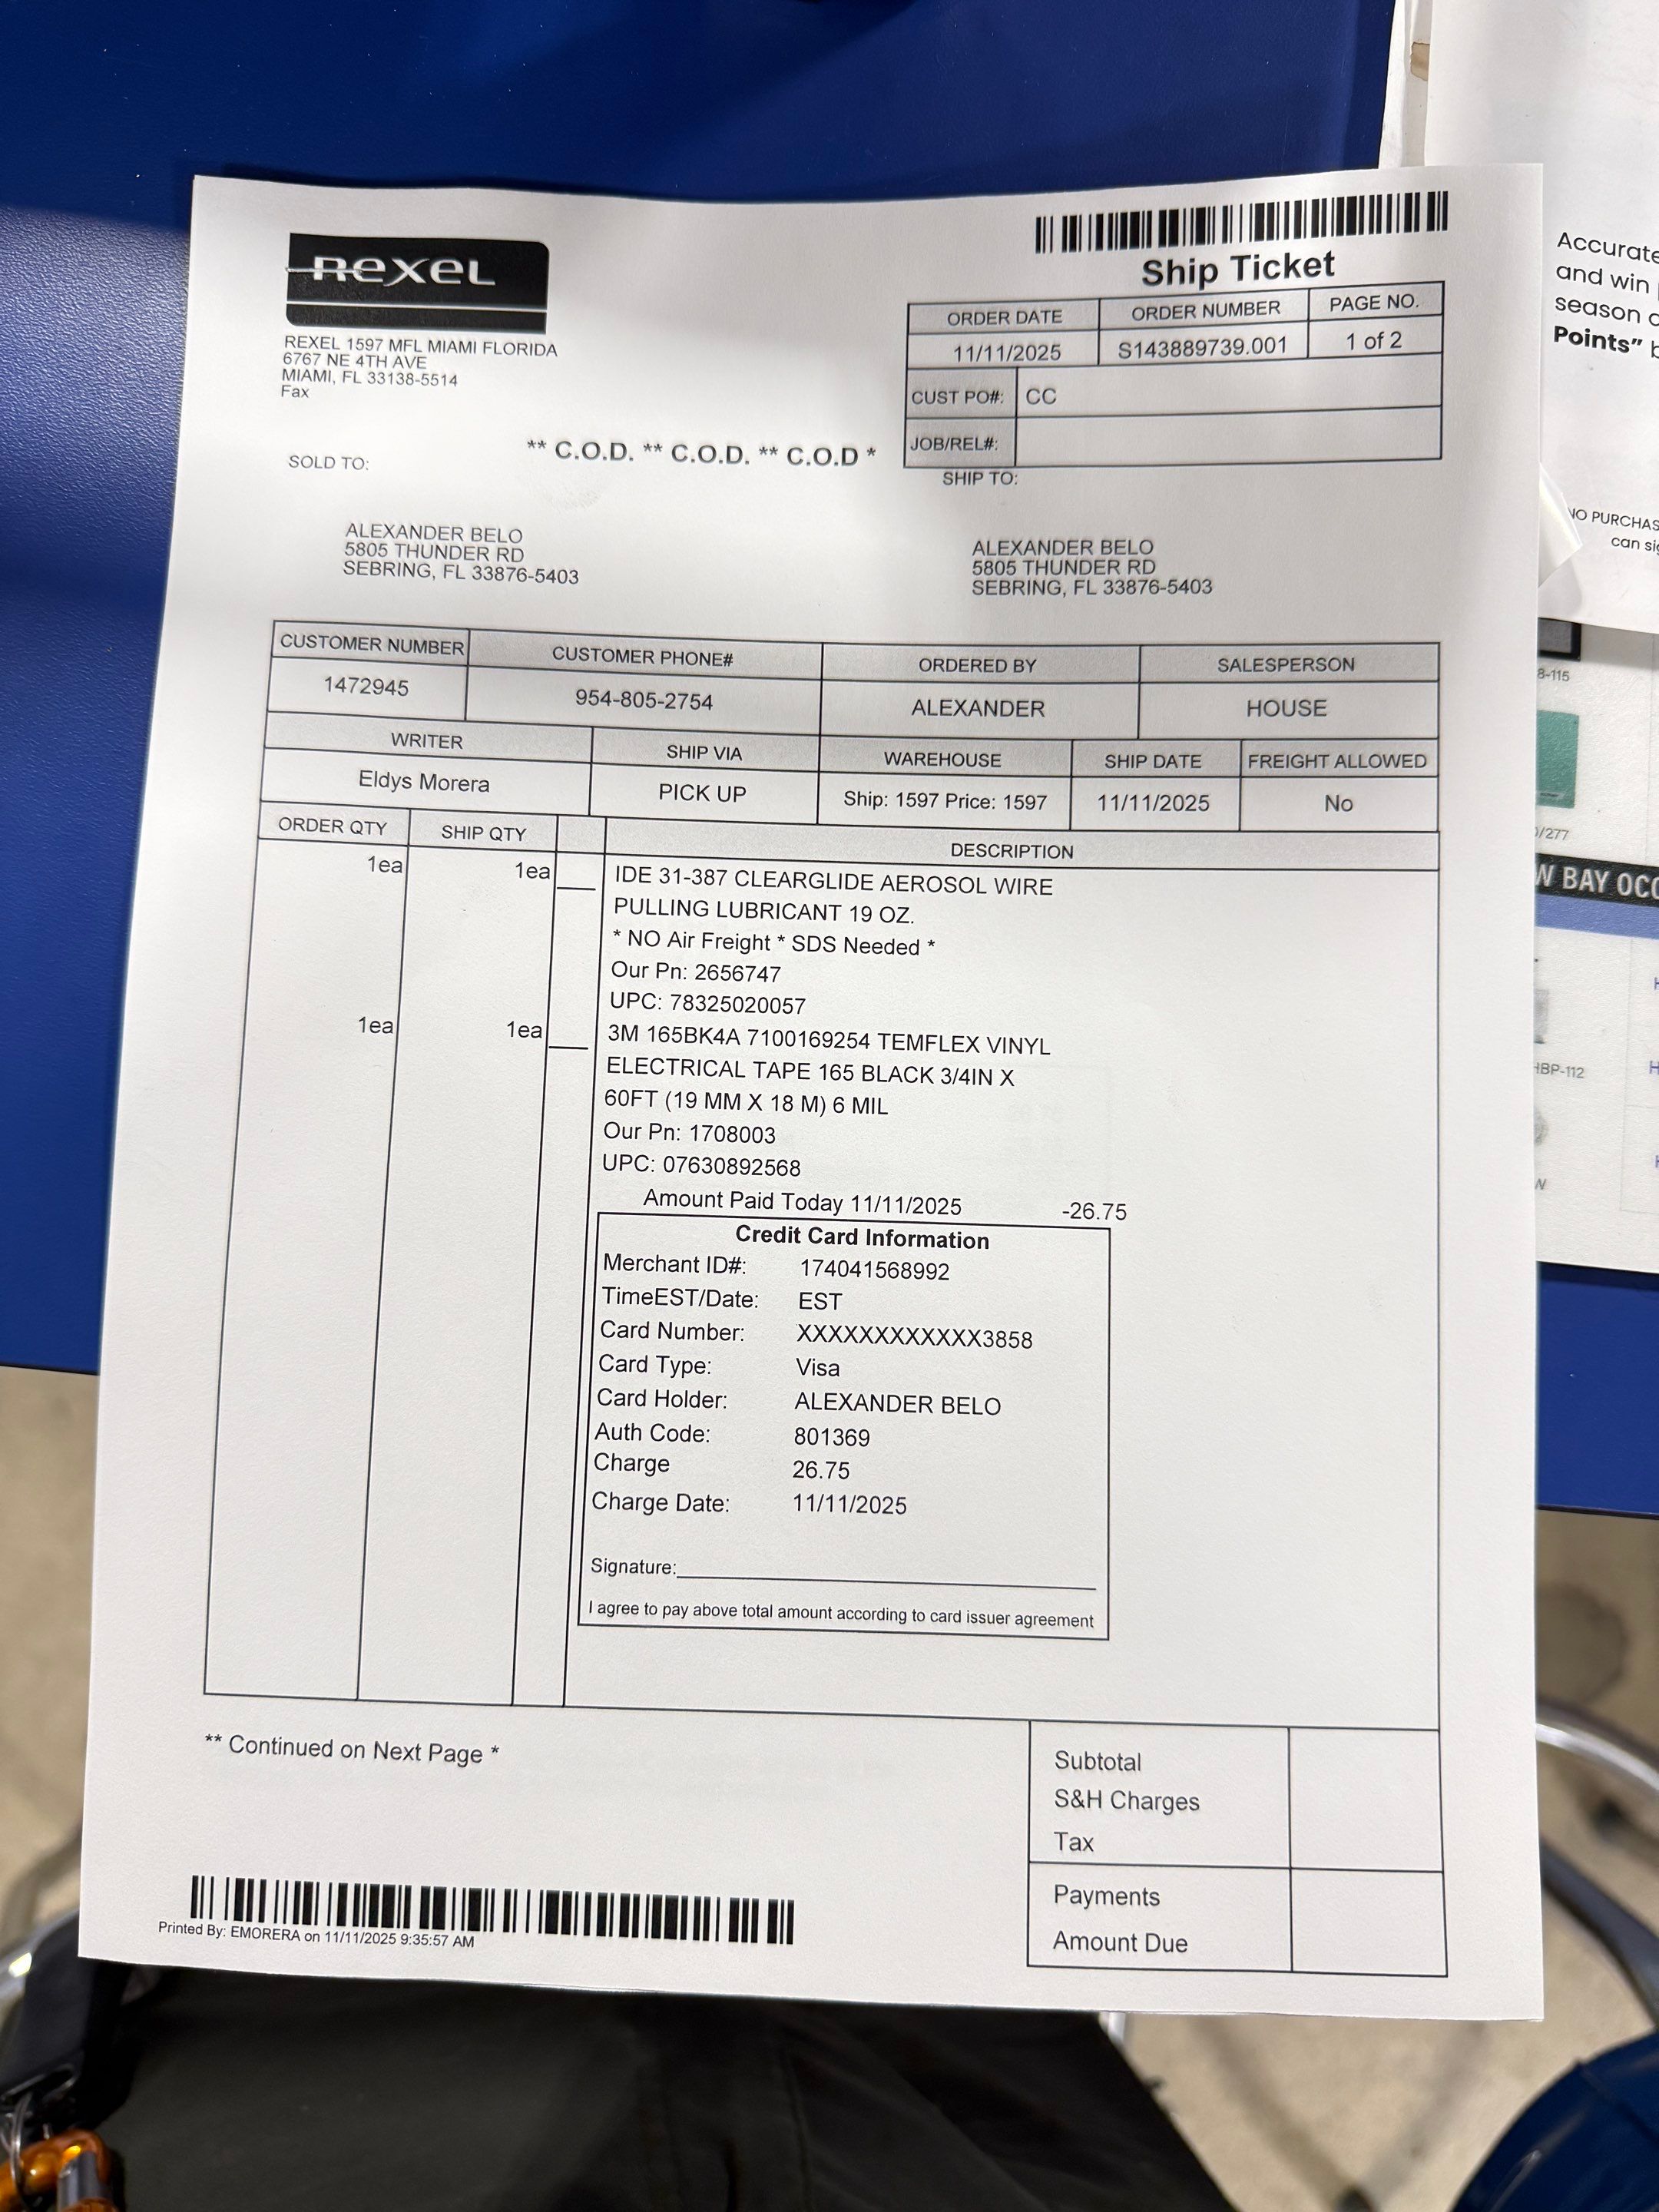 rexel
Ship Ticket
REXEL 1597 MFL MIAMI FLORIDA
6767 NE 4TH AVE
MIAMI, FL 33138-5514
Fax
ORDER DATE ORDER NUMBER PAGE NO.
11/11/2025 S143889739.001 1 of 2
CUST PO#: CC
JOB/REL#:
** C.O.D. ** C.O.D. ** C.O.D *
SOLD TO:
ALEXANDER BELO
5805 THUNDER RD
SEBRING, FL 33876-5403
SHIP TO:
ALEXANDER BELO
5805 THUNDER RD
SEBRING, FL 33876-5403
CUSTOMER NUMBER CUSTOMER PHONE# ORDERED BY SALESPERSON
1472945 954-805-2754 ALEXANDER HOUSE
WRITER SHIP VIA WAREHOUSE SHIP DATE FREIGHT ALLOWED
Eldys Morera PICK UP Ship: 1597 Price: 1597 11/11/2025 No
ORDER QTY SHIP QTY DESCRIPTION
1ea 1ea IDE 31-387 CLEARGLIDE AEROSOL WIRE
PULLING LUBRICANT 19 OZ.
* NO Air Freight * SDS Needed *
Our Pn: 2656747
UPC: 78325020057
1ea 1ea 3M 165BK4A 7100169254 TEMFLEX VINYL
ELECTRICAL TAPE 165 BLACK 3/4IN X
60FT (19 MM X 18 M) 6 MIL
Our Pn: 1708003
UPC: 07630892568
Amount Paid Today 11/11/2025 -26.75
Credit Card Information
Merchant ID#: 174041568992
TimeEST/Date: EST
Card Number: XXXXXXXXXXXX3858
Card Type: Visa
Card Holder: ALEXANDER BELO
Auth Code: 801369
Charge 26.75
Charge Date: 11/11/2025
Signature:
I agree to pay above total amount according to card issuer agreement
** Continued on Next Page *
Subtotal
S&H Charges
Tax
Payments
Amount Due
Printed By: EMORERA on 11/11/2025 9:35:57 AM
Accurate
and win
season
Points"
NO PURCHAS
can
8-115
/277
W BAY OCC
HBP-112